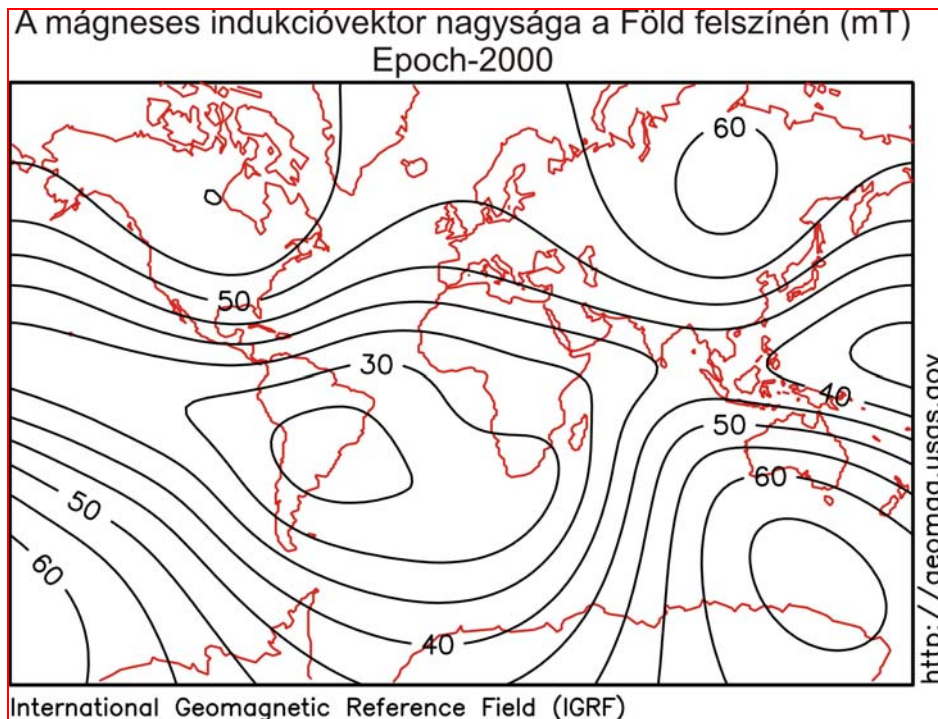 A mágneses indukcióvektor nagysága a Föld felszínén (mT)
Epoch-2000
60
50
30
40
50
60
50
60
40
http://geomag.usgs.gov
International Geomagnetic Reference Field (IGRF)